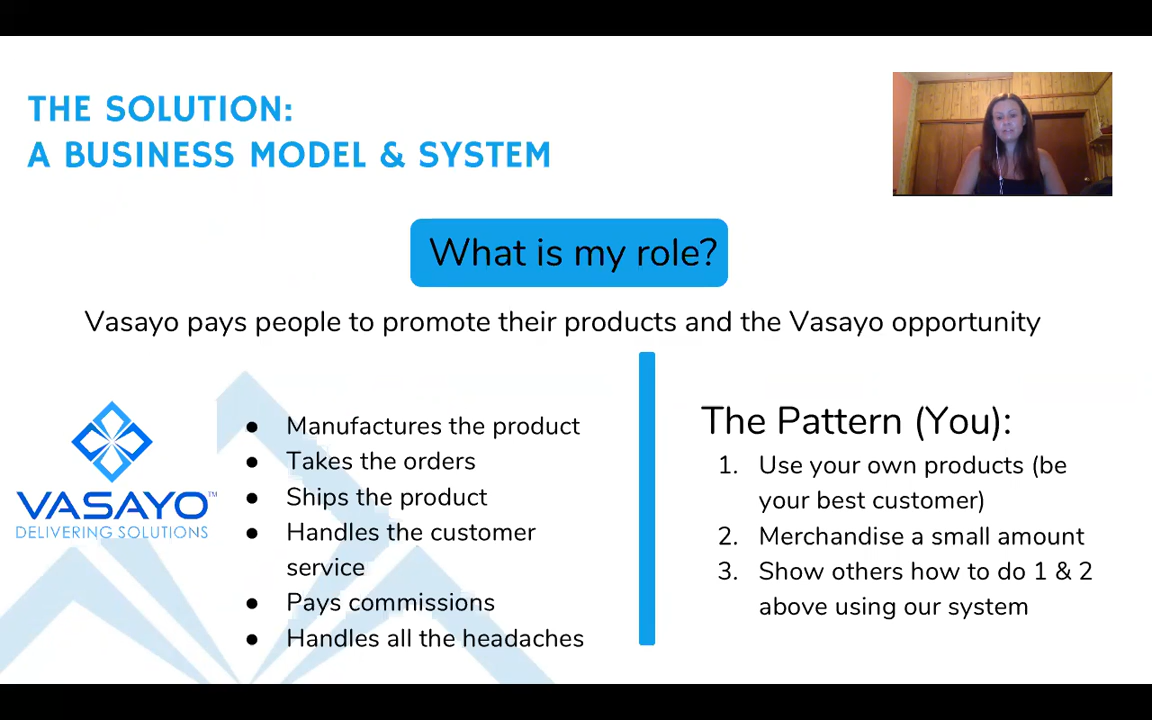 THE SOLUTION:
A BUSINESS MODEL & SYSTEM
What is my role?
Vasayo pays people to promote their products and the Vasayo opportunity
VASAYO™
DELIVERING SOLUTIONS
● Manufactures the product
● Takes the orders
● Ships the product
● Handles the customer
service
● Pays commissions
● Handles all the headaches
The Pattern (You):
1. Use your own products (be
your best customer)
2. Merchandise a small amount
3. Show others how to do 1 & 2
above using our system